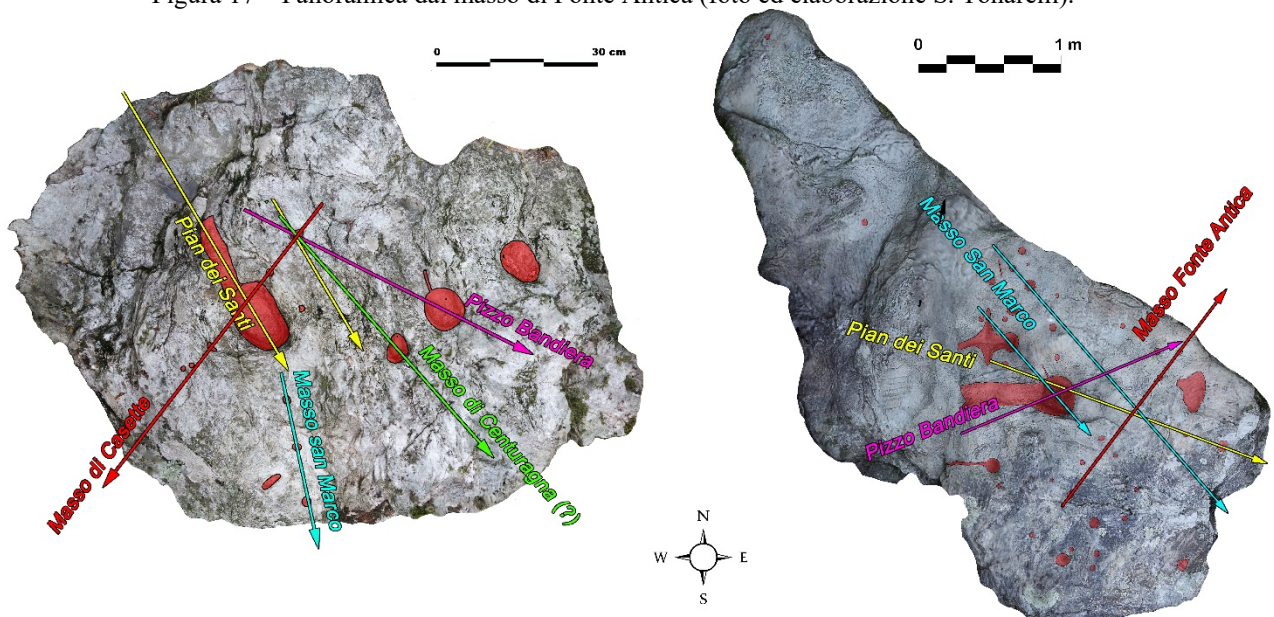 Figura 17 – Panoramica dal masso di Fonte Antica (foto ed elaborazione S. Tonarelli).
0 30 cm
0 1 m
Pian dei Santi
Pizzo Bandiera
Masso di Casette
Masso san Marco
Masso di Centuragna (?)
Masso San Marco
Masso Fonte Antica
Pian dei Santi
Pizzo Bandiera
N
W E
S